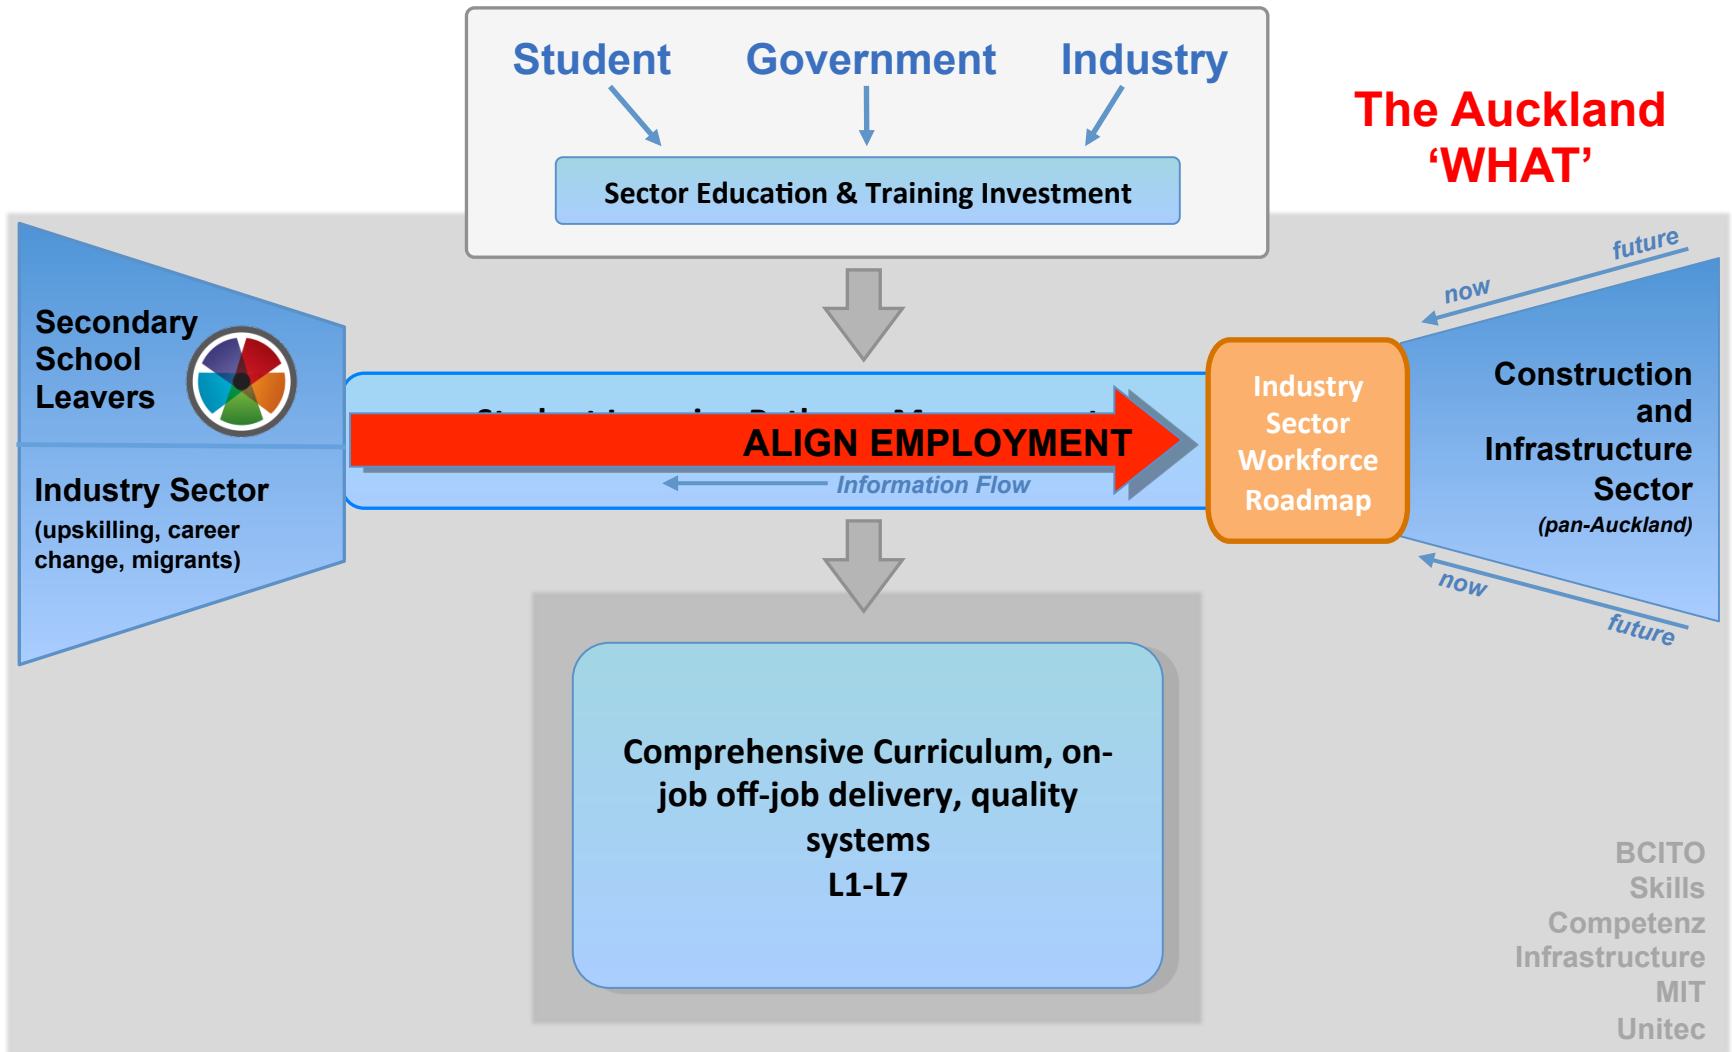 Student Government Industry
The Auckland
‘WHAT’
Sector Education & Training Investment
future
now
Secondary
School
Leavers
Industry Sector
(upskilling, career
change, migrants)
ALIGN EMPLOYMENT
Information Flow
Industry
Sector
Workforce
Roadmap
Construction
and
Infrastructure
Sector
(pan-Auckland)
now
future
Comprehensive Curriculum, on-
job off-job delivery, quality
systems
L1-L7
BCITO
Skills
Competenz
Infrastructure
MIT
Unitec